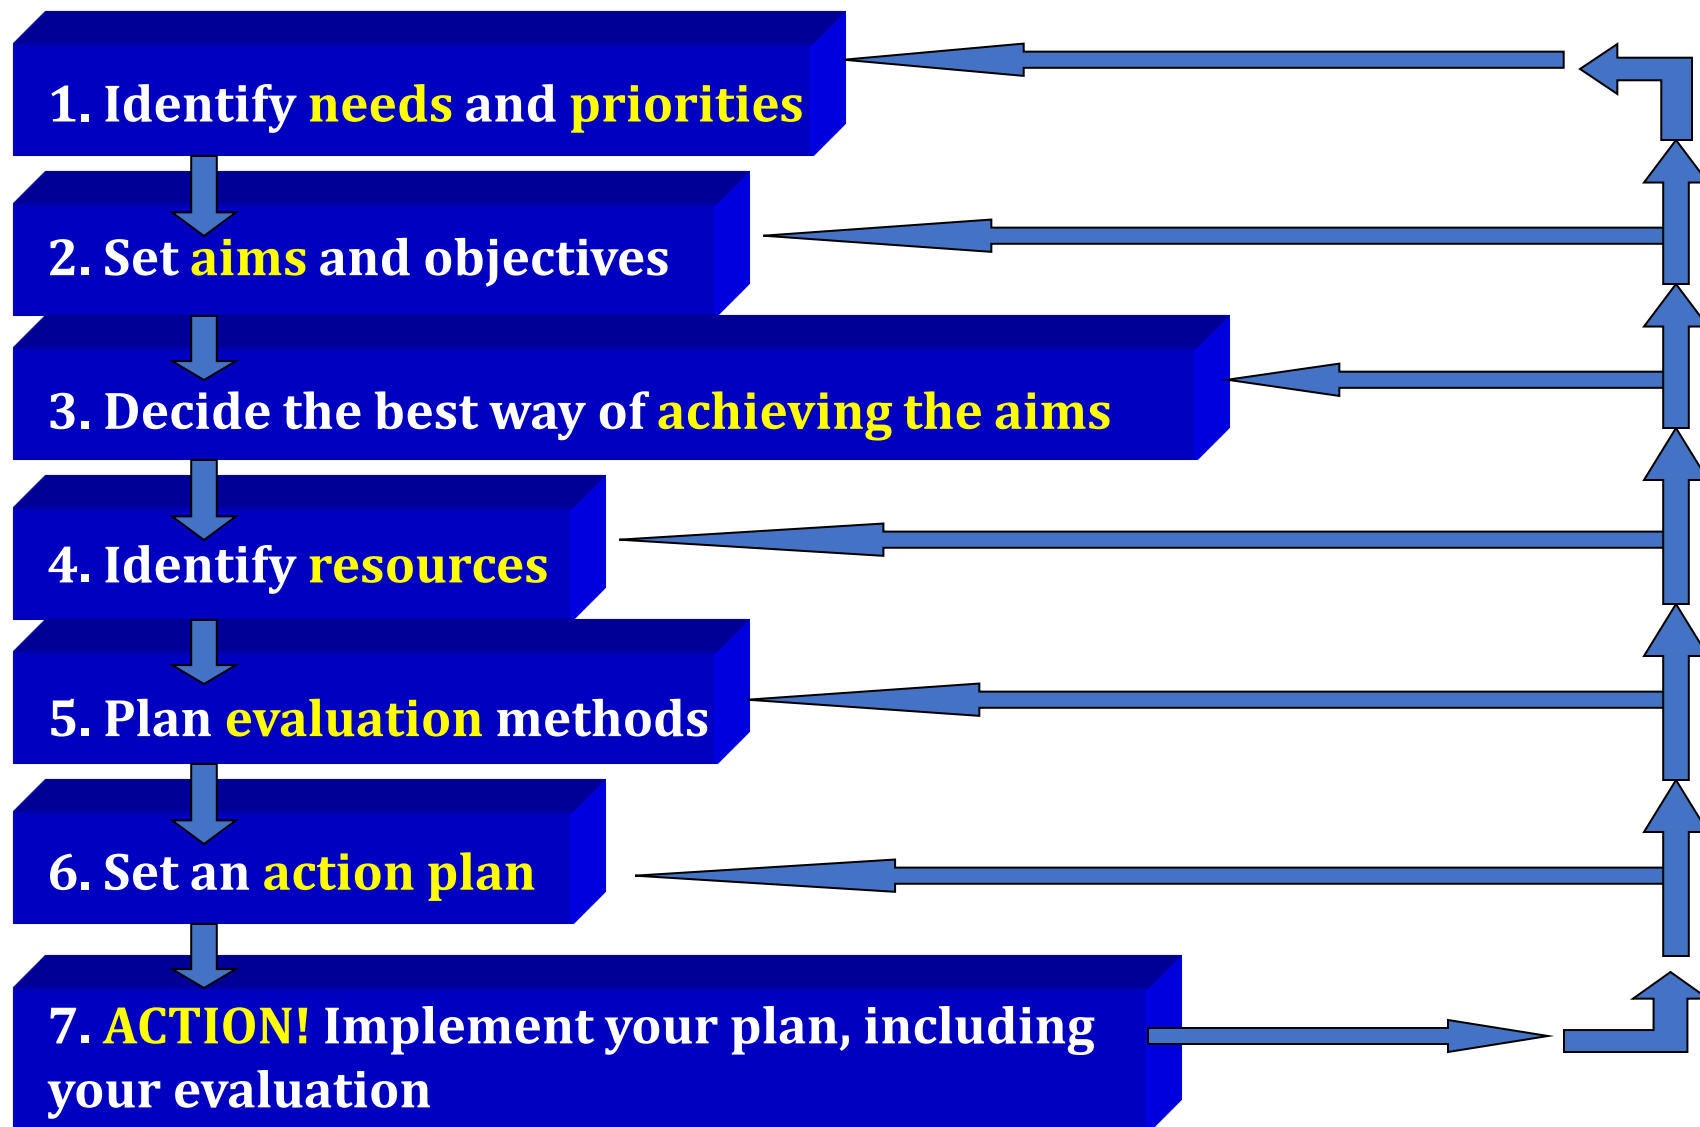 1. Identify needs and priorities
2. Set aims and objectives
3. Decide the best way of achieving the aims
4. Identify resources
5. Plan evaluation methods
6. Set an action plan
7. ACTION! Implement your plan, including
your evaluation